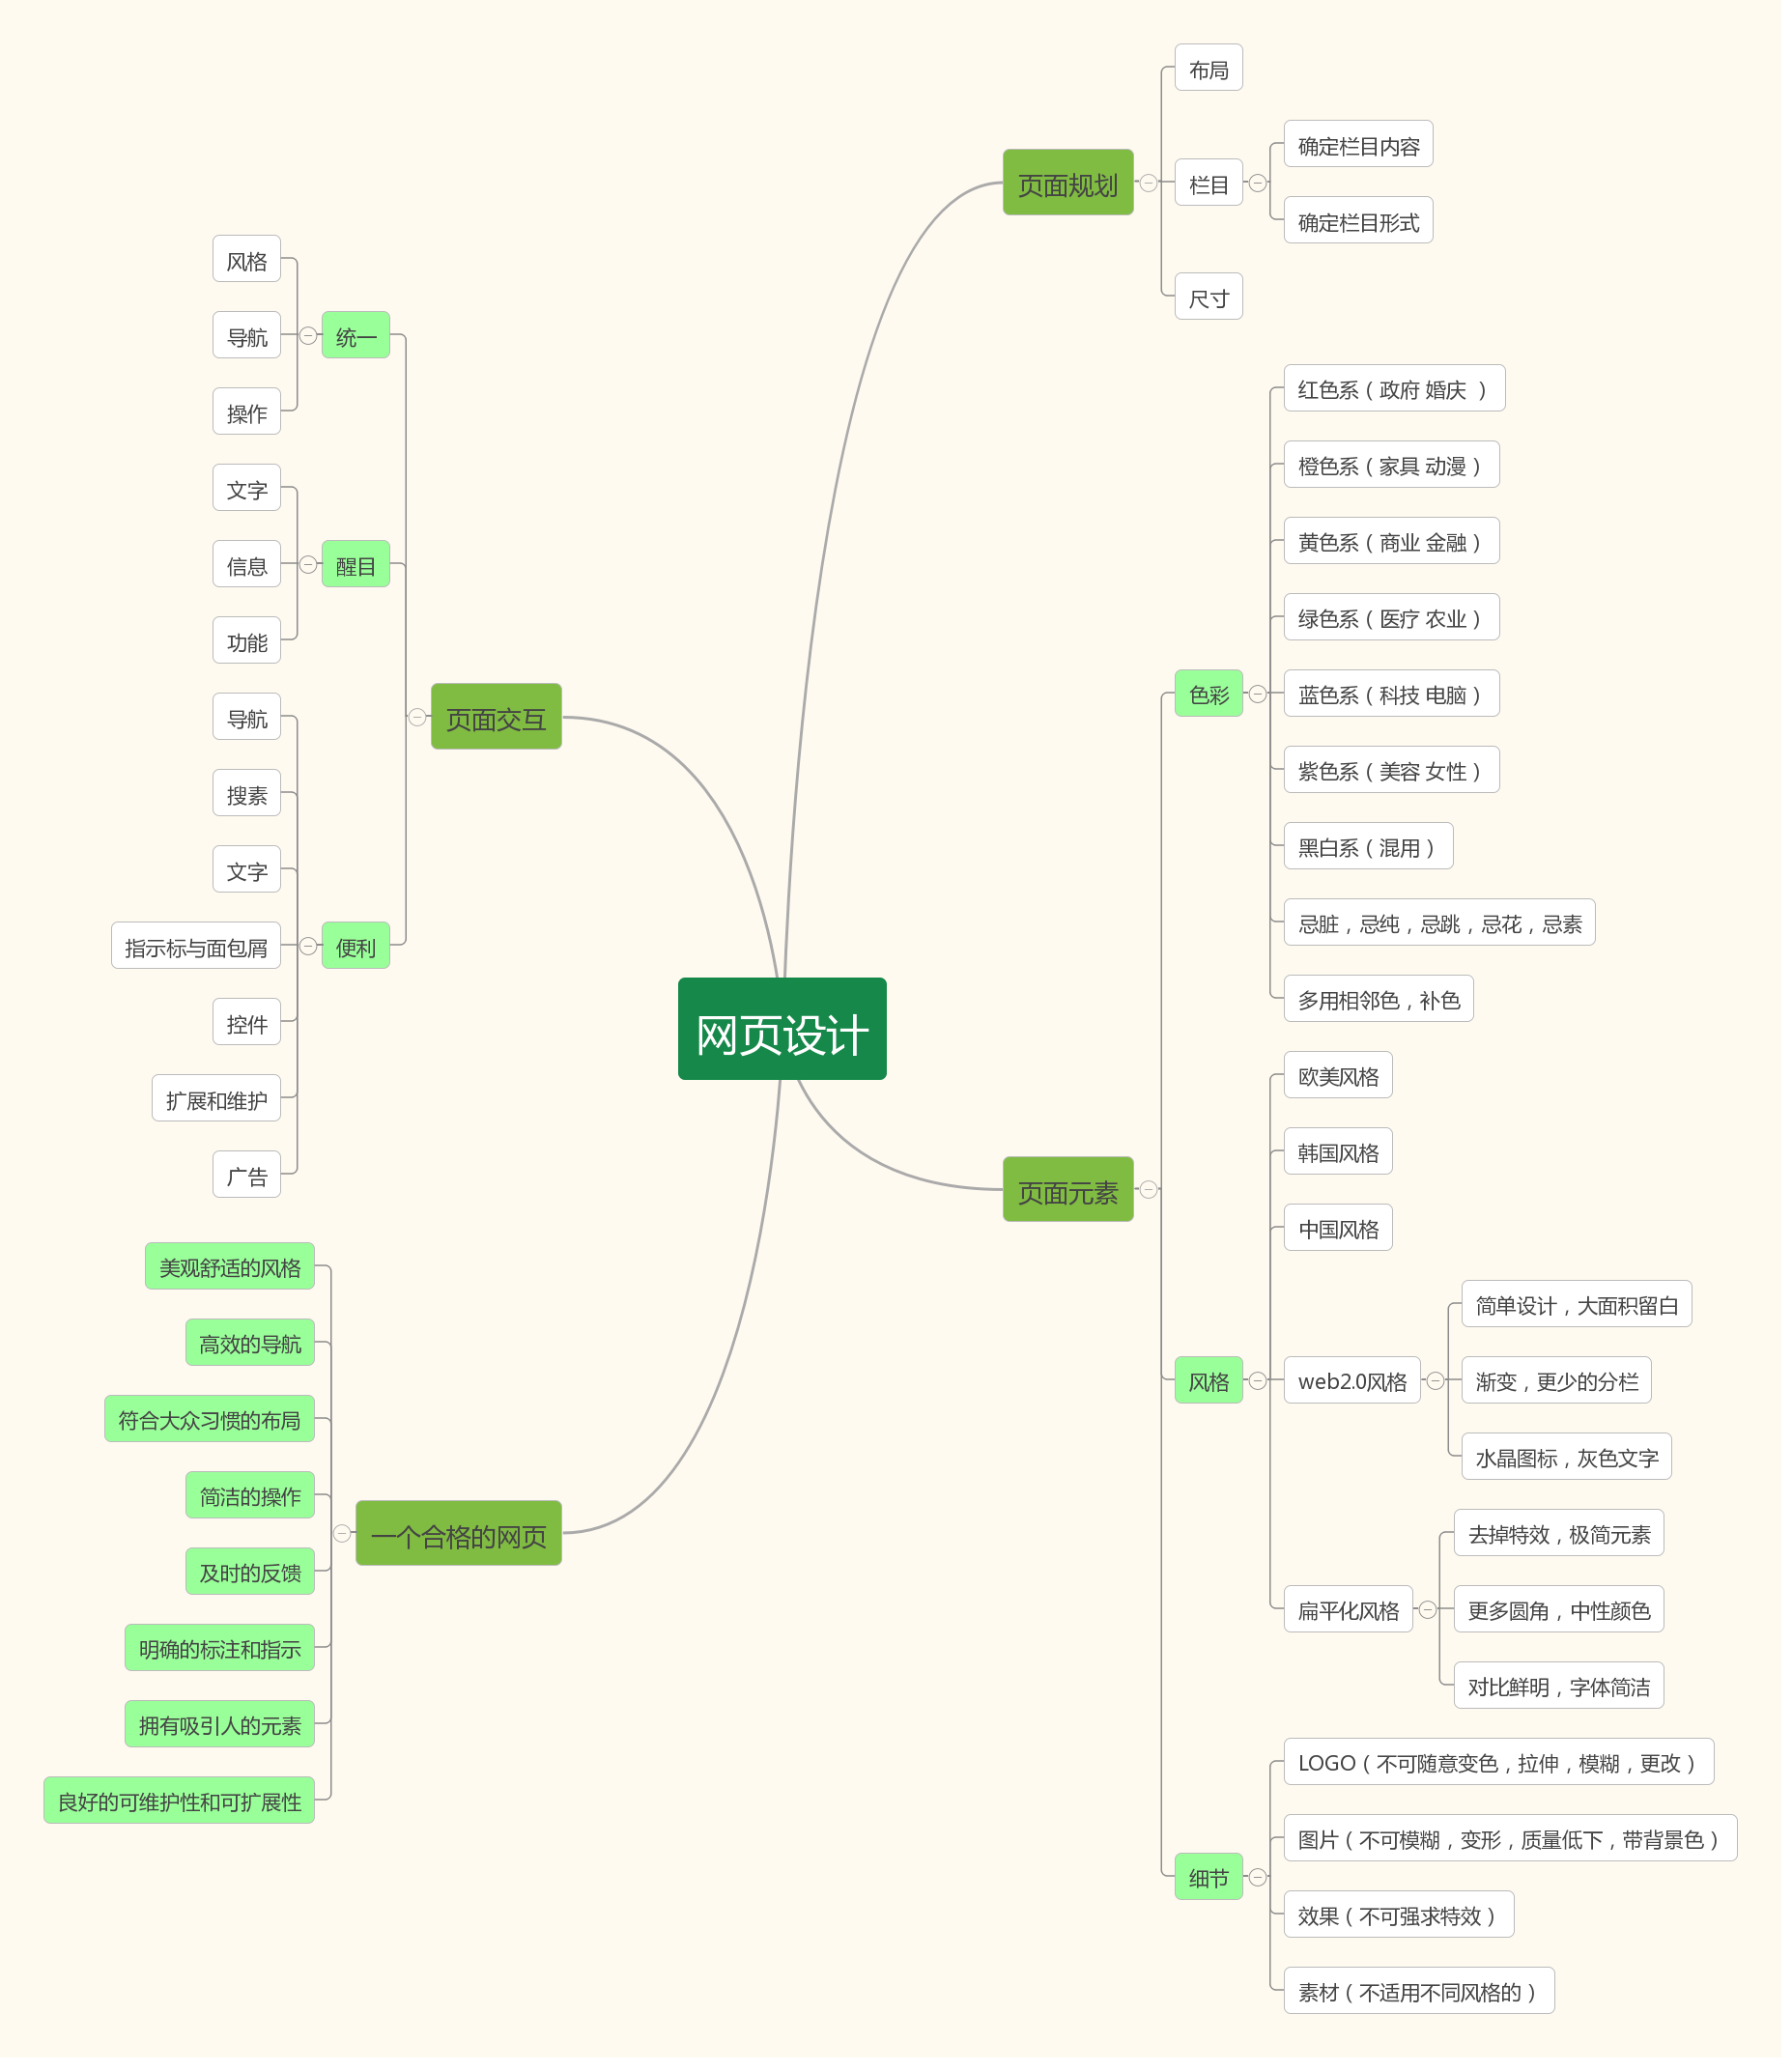 网页设计
页面规划
布局
栏目
确定栏目内容
确定栏目形式
尺寸
页面元素
色彩
红色系（政府 婚庆 ）
橙色系（家具 动漫）
黄色系（商业 金融）
绿色系（医疗 农业）
蓝色系（科技 电脑）
紫色系（美容 女性）
黑白系（混用）
忌脏，忌纯，忌跳，忌花，忌素
多用相邻色，补色
风格
欧美风格
韩国风格
中国风格
web2.0风格
简单设计，大面积留白
渐变，更少的分栏
水晶图标，灰色文字
扁平化风格
去掉特效，极简元素
更多圆角，中性颜色
对比鲜明，字体简洁
细节
LOGO（不可随意变色，拉伸，模糊，更改）
图片（不可模糊，变形，质量低下，带背景色）
效果（不可强求特效）
素材（不适用不同风格的）
页面交互
统一
风格
导航
操作
醒目
文字
信息
功能
便利
导航
搜素
文字
指示标与面包屑
控件
扩展和维护
广告
一个合格的网页
美观舒适的风格
高效的导航
符合大众习惯的布局
简洁的操作
及时的反馈
明确的标注和指示
拥有吸引人的元素
良好的可维护性和可扩展性